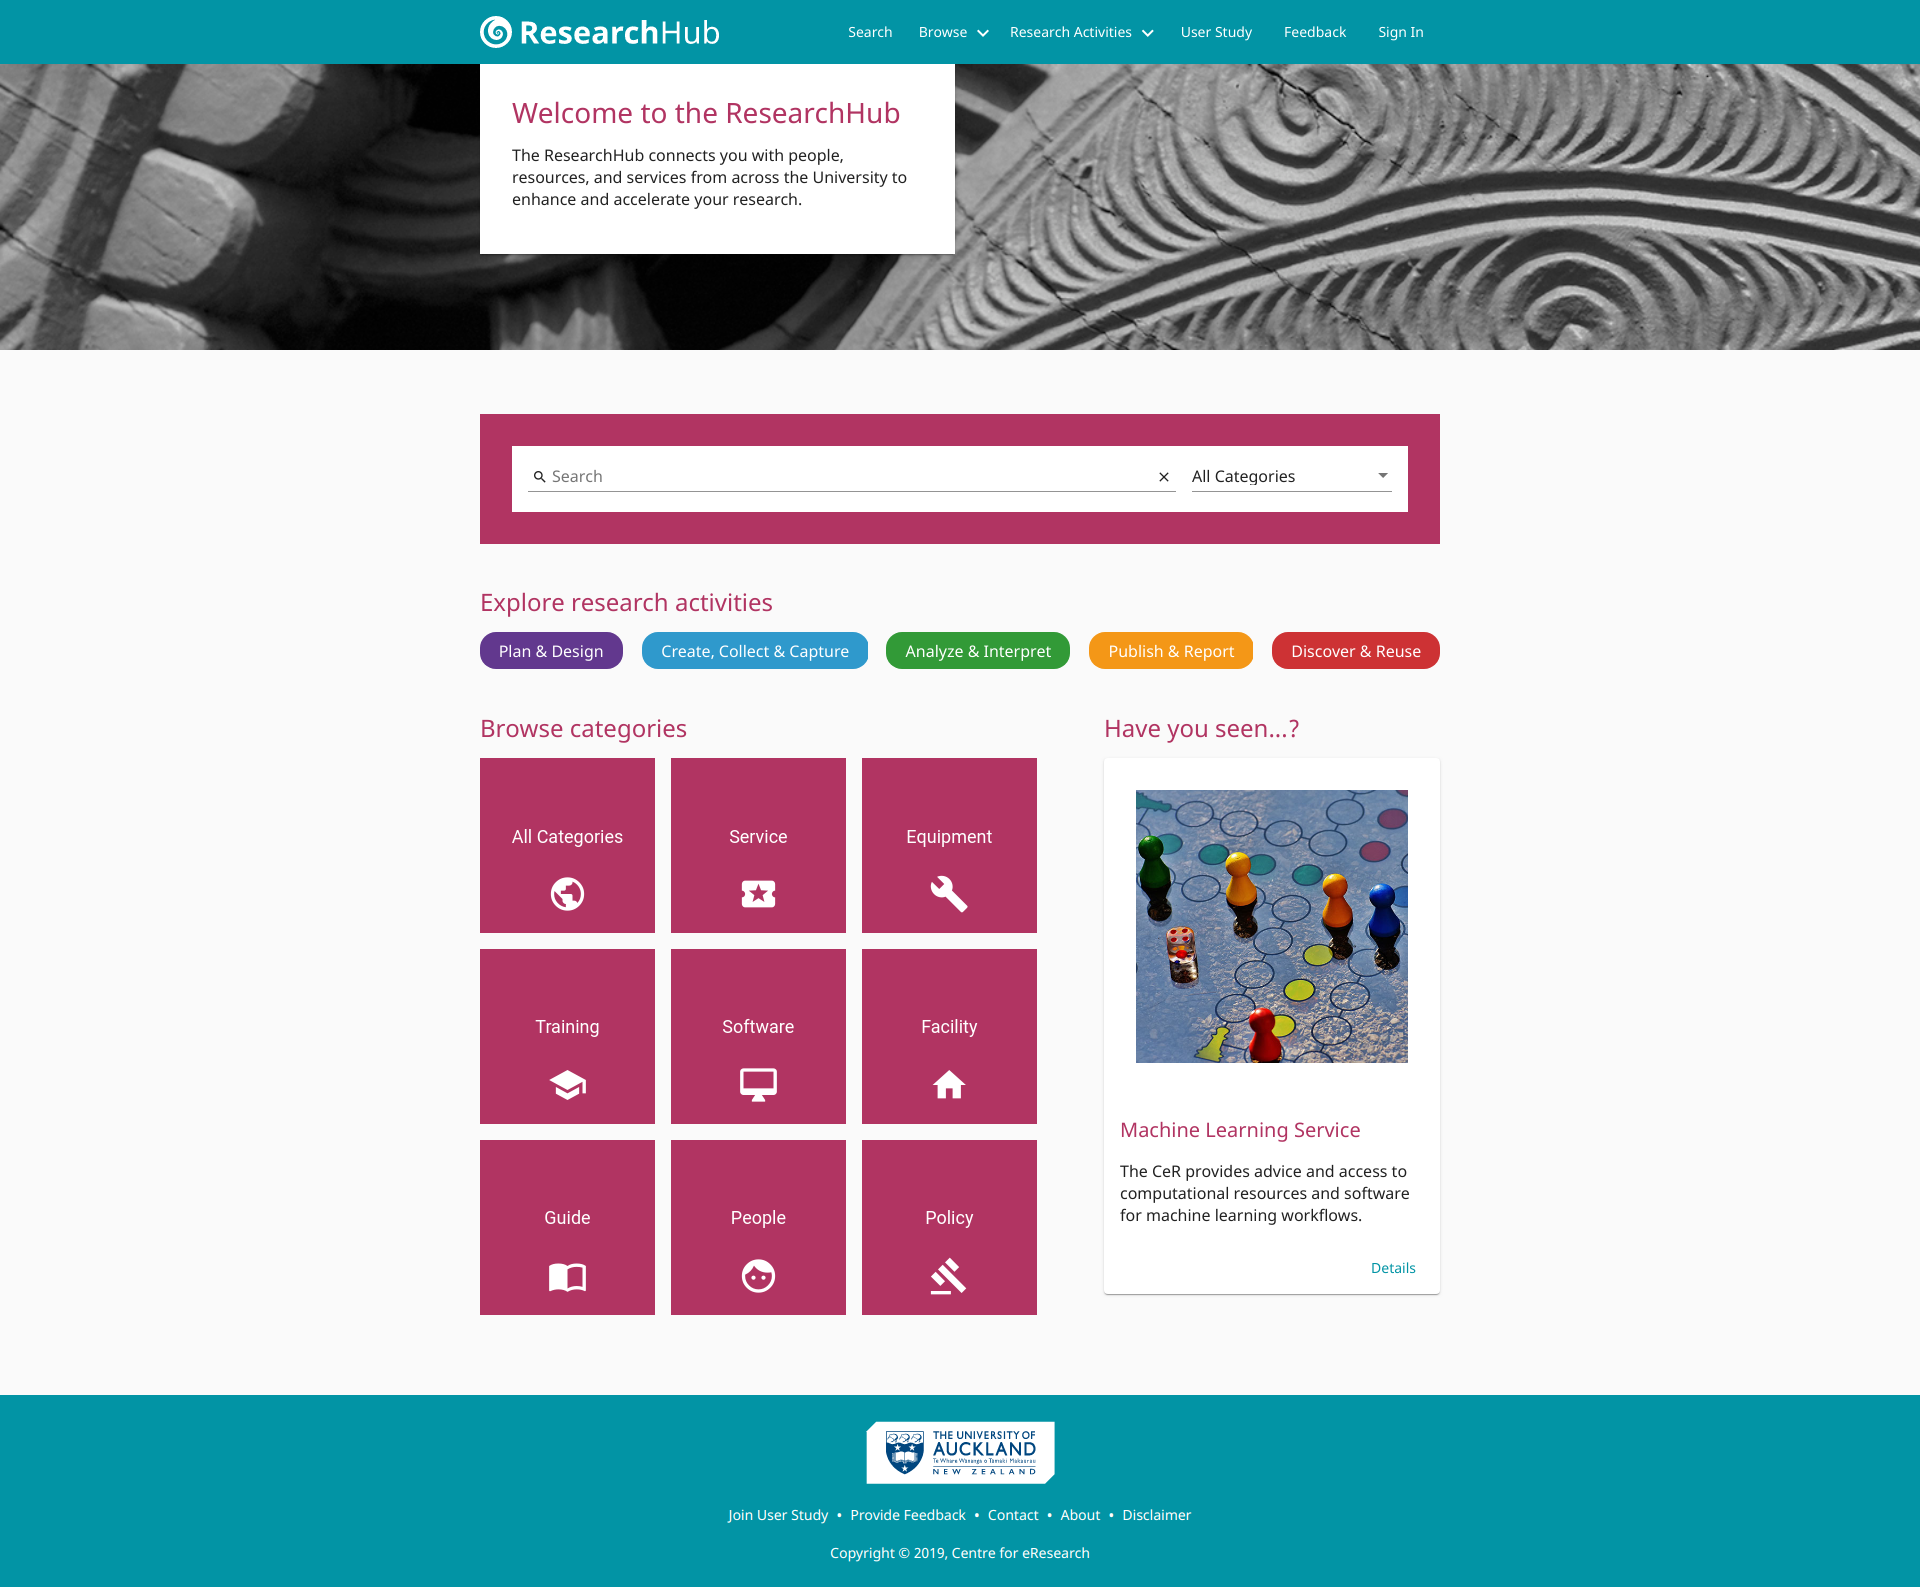 ResearchHub
Search Browse Research Activities User Study Feedback Sign In
Welcome to the ResearchHub
The ResearchHub connects you with people,
resources, and services from across the University to
enhance and accelerate your research.
Search
All Categories
Explore research activities
Plan & Design
Create, Collect & Capture
Analyze & Interpret
Publish & Report
Discover & Reuse
Browse categories
All Categories
Service
Equipment
Training
Software
Facility
Guide
People
Policy
Have you seen...?
Machine Learning Service
The CeR provides advice and access to
computational resources and software
for machine learning workflows.
Details
THE UNIVERSITY OF
AUCKLAND
Te Whare Wānanga o Tāmaki Makaurau
NEW ZEALAND
Join User Study • Provide Feedback • Contact • About • Disclaimer
Copyright © 2019, Centre for eResearch